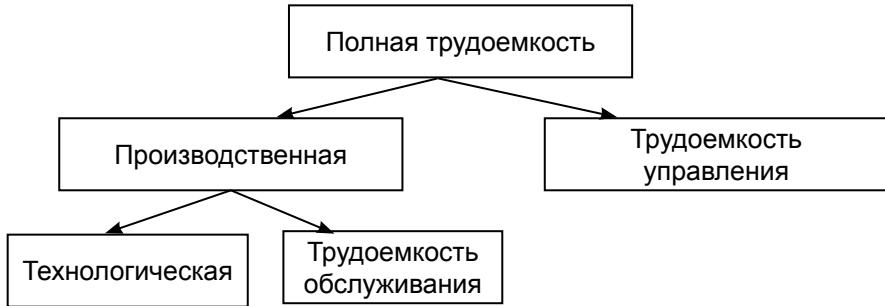 Полная трудоемкость
Производственная
Трудоемкость
управления
Технологическая
Трудоемкость
обслуживания